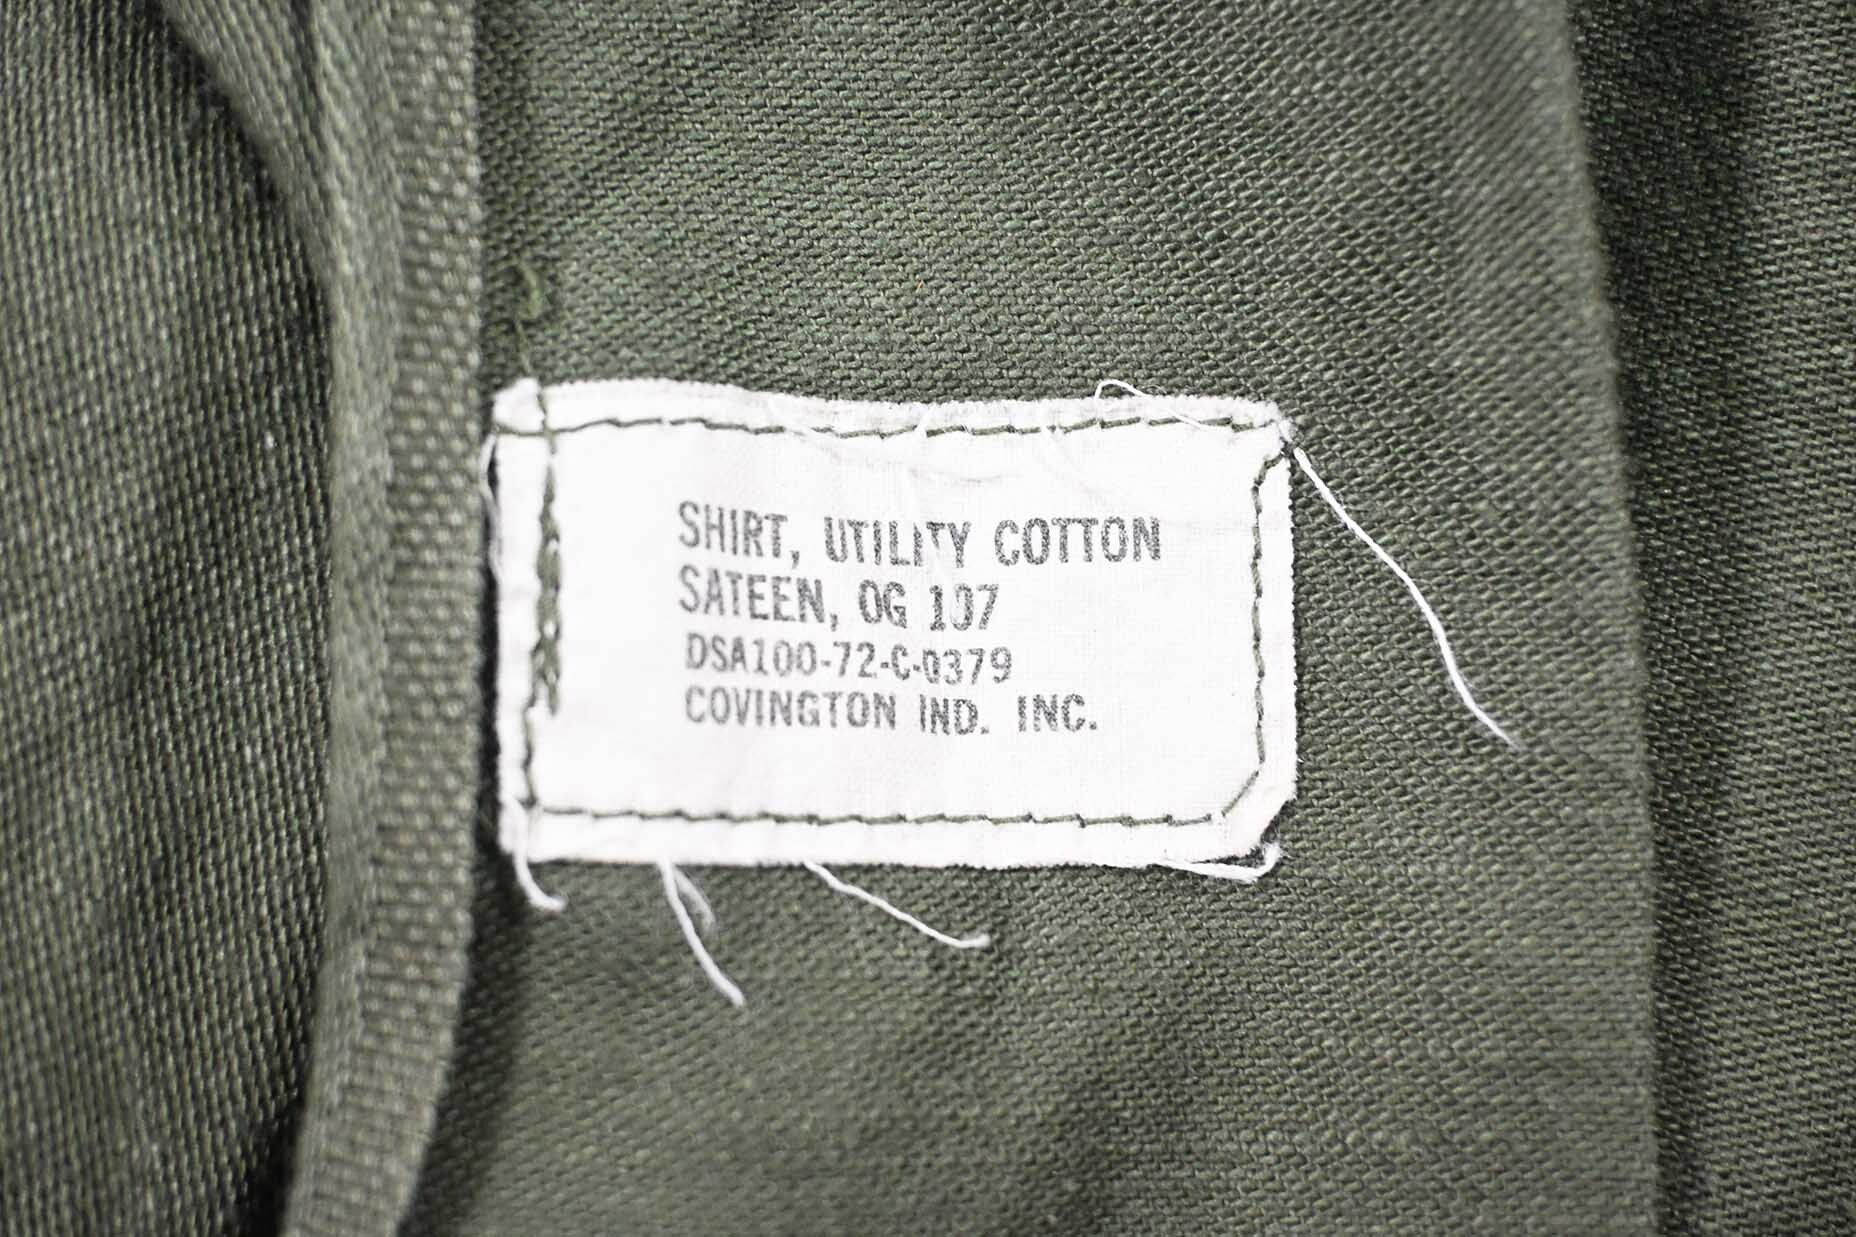 SHIRT, UTILITY COTTON
SATEEN, OG 107
DSA100-72-C-0379
COVINGTON IND. INC.